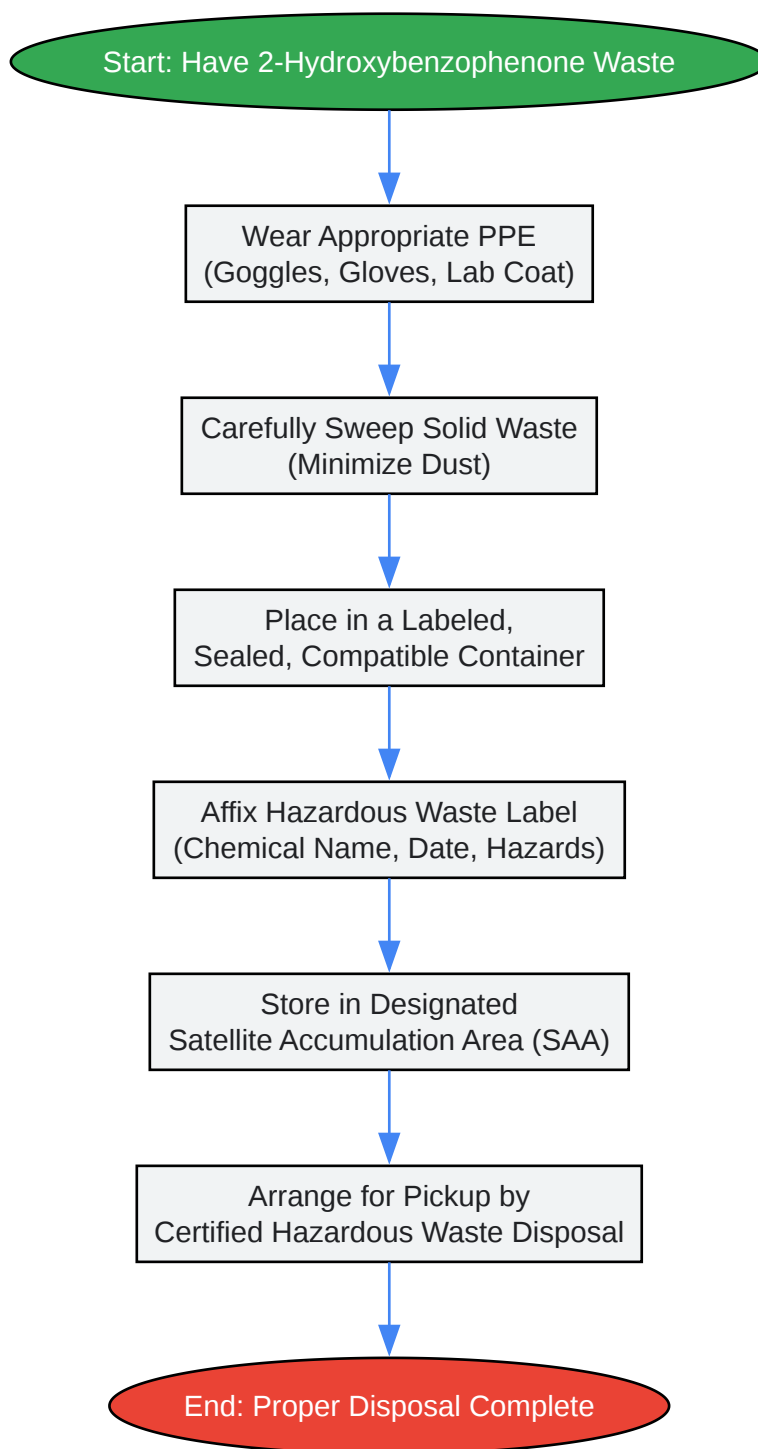 Start: Have 2-Hydroxybenzophenone Waste
Wear Appropriate PPE
(Goggles, Gloves, Lab Coat)
Carefully Sweep Solid Waste
(Minimize Dust)
Place in a Labeled,
Sealed, Compatible Container
Affix Hazardous Waste Label
(Chemical Name, Date, Hazards)
Store in Designated
Satellite Accumulation Area (SAA)
Arrange for Pickup by
Certified Hazardous Waste Disposal
End: Proper Disposal Complete